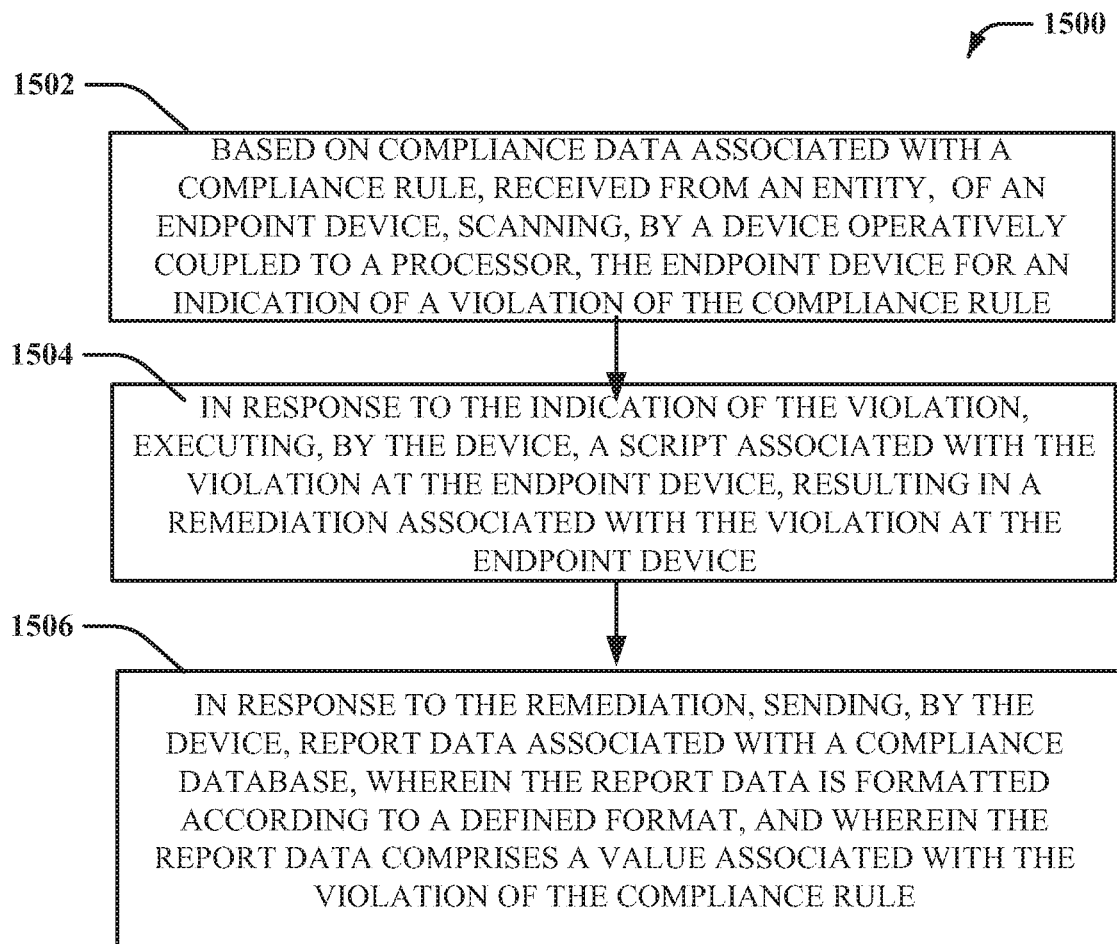 1500
1502
BASED ON COMPLIANCE DATA ASSOCIATED WITH A
COMPLIANCE RULE, RECEIVED FROM AN ENTITY, OF AN
ENDPOINT DEVICE, SCANNING, BY A DEVICE OPERATIVELY
COUPLED TO A PROCESSOR, THE ENDPOINT DEVICE FOR AN
INDICATION OF A VIOLATION OF THE COMPLIANCE RULE
1504
IN RESPONSE TO THE INDICATION OF THE VIOLATION,
EXECUTING, BY THE DEVICE, A SCRIPT ASSOCIATED WITH THE
VIOLATION AT THE ENDPOINT DEVICE, RESULTING IN A
REMEDIATION ASSOCIATED WITH THE VIOLATION AT THE
ENDPOINT DEVICE
1506
IN RESPONSE TO THE REMEDIATION, SENDING, BY THE
DEVICE, REPORT DATA ASSOCIATED WITH A COMPLIANCE
DATABASE, WHEREIN THE REPORT DATA IS FORMATTED
ACCORDING TO A DEFINED FORMAT, AND WHEREIN THE
REPORT DATA COMPRISES A VALUE ASSOCIATED WITH THE
VIOLATION OF THE COMPLIANCE RULE